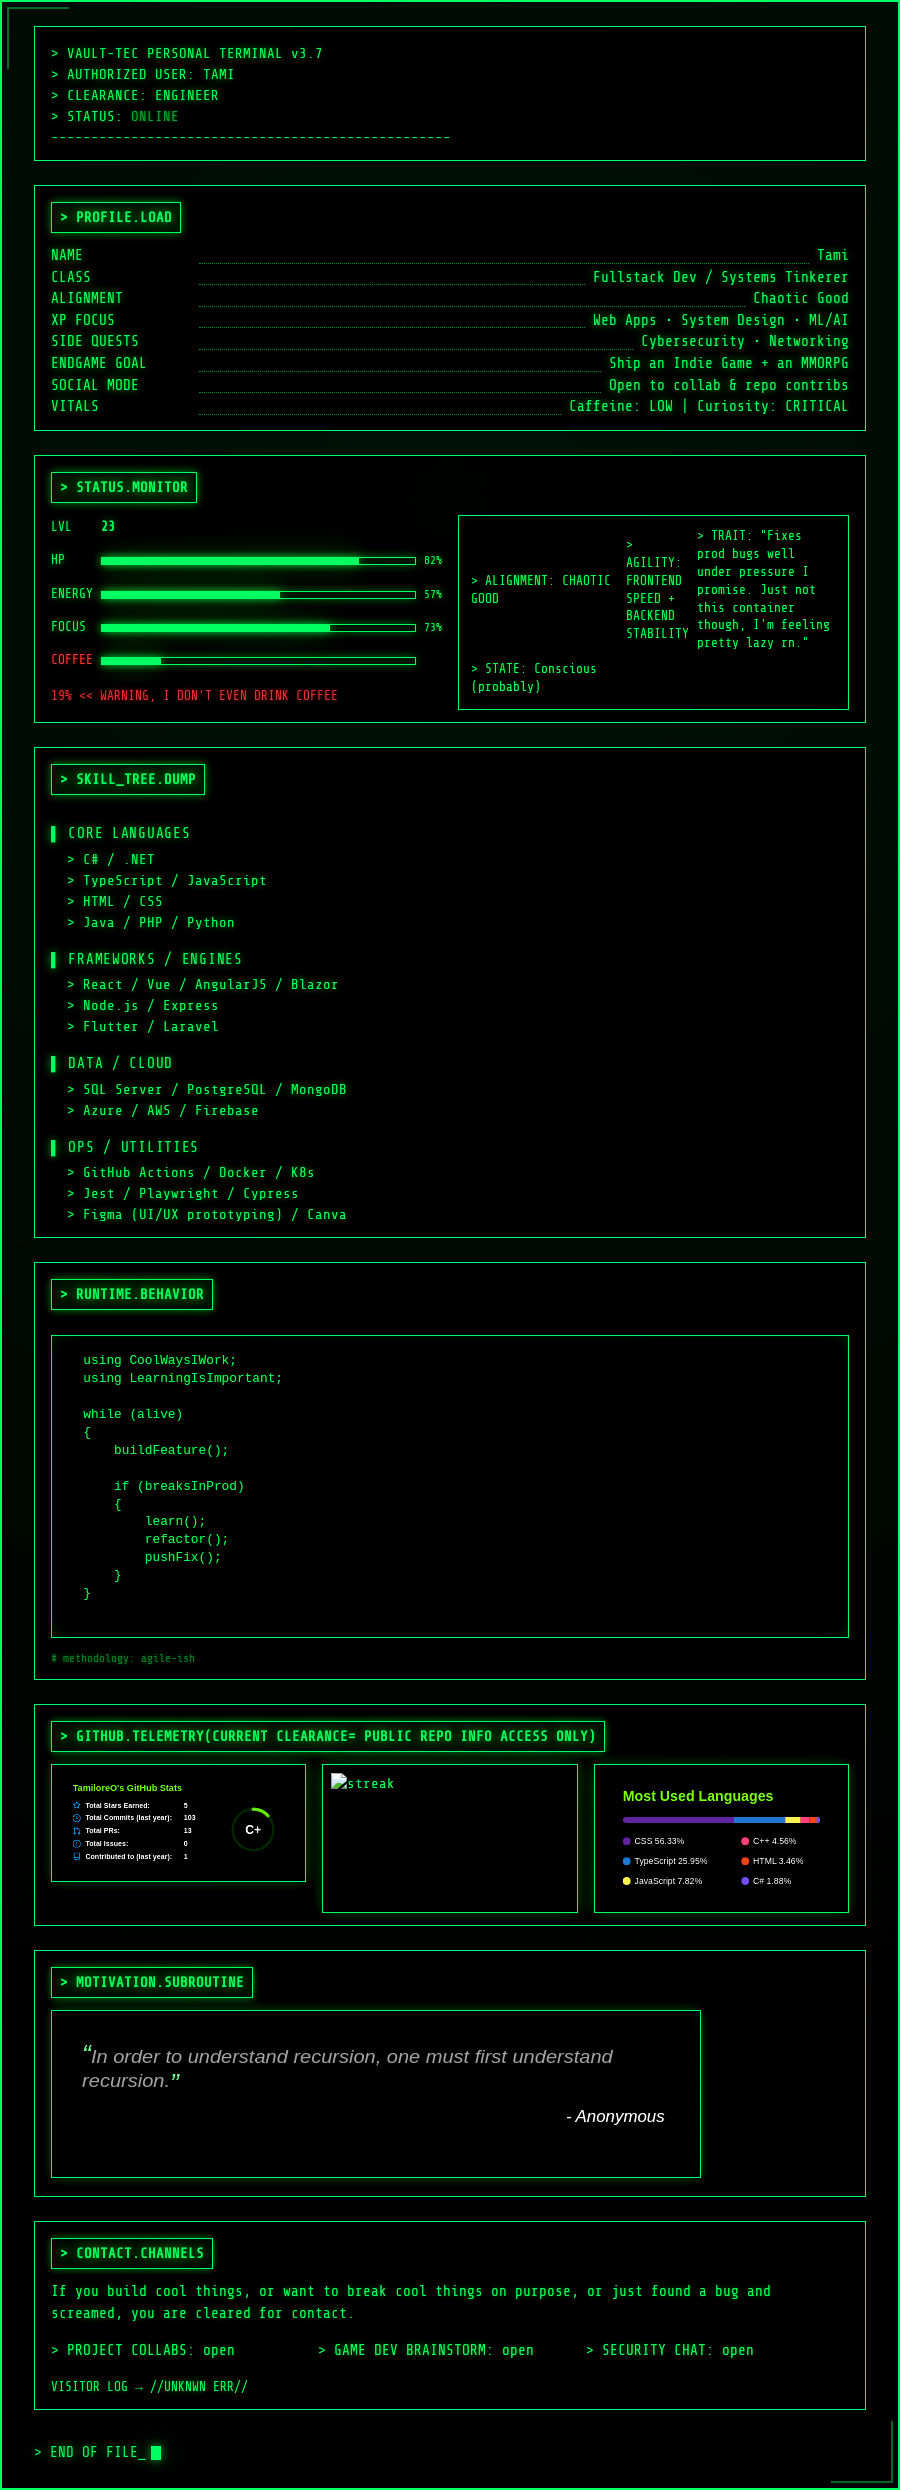 > VAULT-TEC PERSONAL TERMINAL v3.7
> AUTHORIZED USER: TAMI
> CLEARANCE: ENGINEER
> STATUS: ONLINE
--------------------------------------------------
> PROFILE.LOAD
NAME Tami
CLASS Fullstack Dev / Systems Tinkerer
ALIGNMENT Chaotic Good
XP FOCUS Web Apps · System Design · ML/AI
SIDE QUESTS Cybersecurity · Networking
ENDGAME GOAL Ship an Indie Game + an MMORPG
SOCIAL MODE Open to collab & repo contribs
VITALS Caffeine: LOW | Curiosity: CRITICAL
> STATUS.MONITOR
LVL 23
HP 82%
ENERGY 57%
FOCUS 73%
COFFEE
19% << WARNING, I DON'T EVEN DRINK COFFEE
> ALIGNMENT: CHAOTIC
GOOD
>
AGILITY:
FRONTEND
SPEED +
BACKEND
STABILITY
> TRAIT: "Fixes
prod bugs well
under pressure I
promise. Just not
this container
though, I'm feeling
pretty lazy rn."
> STATE: Conscious
(probably)
> SKILL_TREE.DUMP
CORE LANGUAGES
> C# / .NET
> TypeScript / JavaScript
> HTML / CSS
> Java / PHP / Python
FRAMEWORKS / ENGINES
> React / Vue / AngularJS / Blazor
> Node.js / Express
> Flutter / Laravel
DATA / CLOUD
> SQL Server / PostgreSQL / MongoDB
> Azure / AWS / Firebase
OPS / UTILITIES
> GitHub Actions / Docker / K8s
> Jest / Playwright / Cypress
> Figma (UI/UX prototyping) / Canva
> RUNTIME.BEHAVIOR
using CoolWaysIWork;
using LearningIsImportant;
while (alive)
{
buildFeature();
if (breaksInProd)
{
learn();
refactor();
pushFix();
}
}
# methodology: agile-ish
> GITHUB.TELEMETRY(CURRENT CLEARANCE= PUBLIC REPO INFO ACCESS ONLY)
TamiloreO's GitHub Stats
Total Stars Earned: 5
Total Commits (last year): 103
Total PRs: 13
Total Issues: 0
Contributed to (last year): 1
C+
streak
Most Used Languages
CSS 56.33%
TypeScript 25.95%
JavaScript 7.82%
C++ 4.56%
HTML 3.46%
C# 1.88%
> MOTIVATION.SUBROUTINE
“In order to understand recursion, one must first understand
recursion.”
- Anonymous
> CONTACT.CHANNELS
If you build cool things, or want to break cool things on purpose, or just found a bug and
screamed, you are cleared for contact.
> PROJECT COLLABS: open > GAME DEV BRAINSTORM: open > SECURITY CHAT: open
VISITOR LOG → //UNKNWN ERR//
> END OF FILE_